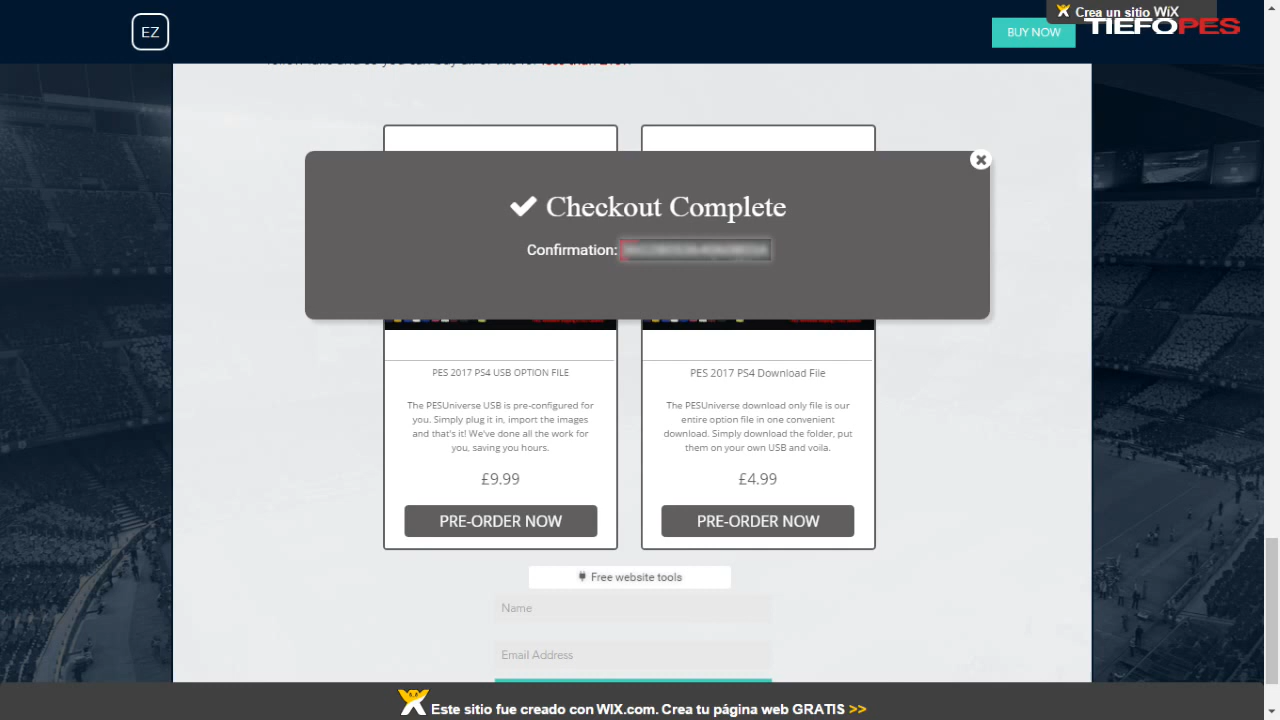 Crea un sitio WiX
EZ
BUY NOW
TIEFOPES
Checkout Complete
Confirmation:
PES 2017 PS4 USB OPTION FILE
The PESUniverse USB is pre-configured for
you. Simply plug it in, import the images
and that's it! We've done all the work for
you, saving you hours.
£9.99
PRE-ORDER NOW
PES 2017 PS4 Download File
The PESUniverse download only file is our
entire option file in one convenient
download. Simply download the folder, put
them on your own USB and voila.
£4.99
PRE-ORDER NOW
Free website tools
Name
Email Address
Este sitio fue creado con WIX.com. Crea tu página web GRATIS >>